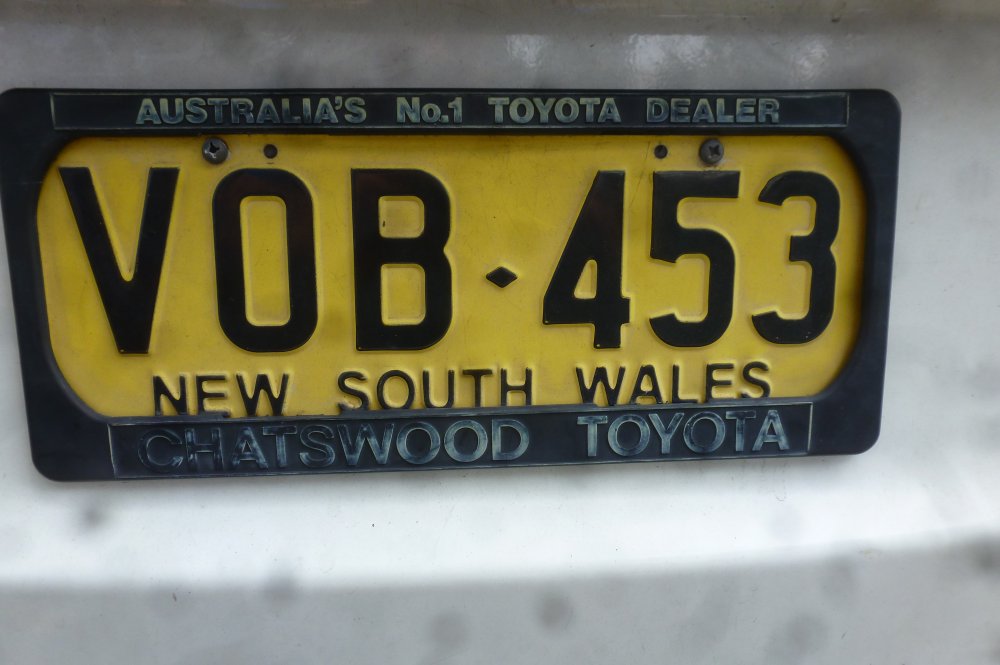 AUSTRALIA'S No.1 TOYOTA DEALER
VOB·453
NEW SOUTH WALES
CHATSWOOD TOYOTA